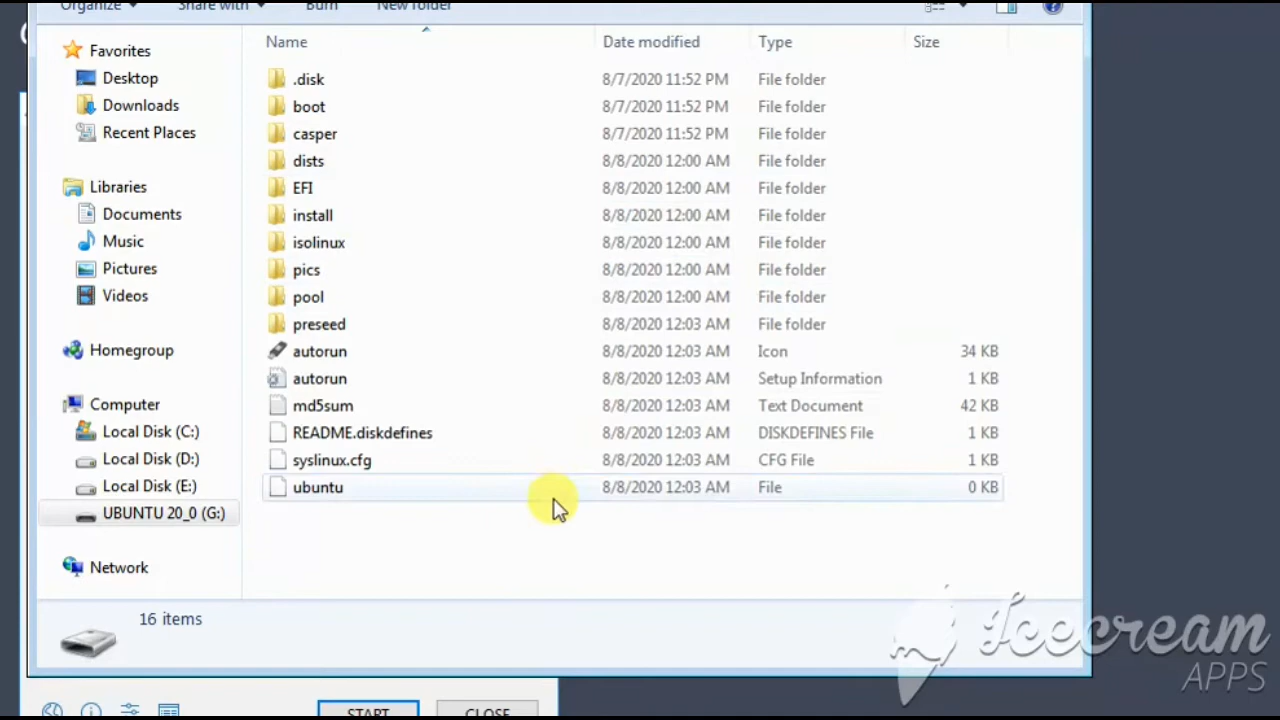 Organize Share with Burn New folder
Name Date modified Type Size
Favorites
Desktop
Downloads
Recent Places
Libraries
Documents
Music
Pictures
Videos
Homegroup
Computer
Local Disk (C:)
Local Disk (D:)
Local Disk (E:)
UBUNTU 20_0 (G:)
Network
.disk 8/7/2020 11:52 PM File folder
boot 8/7/2020 11:52 PM File folder
casper 8/7/2020 11:52 PM File folder
dists 8/8/2020 12:00 AM File folder
EFI 8/8/2020 12:00 AM File folder
install 8/8/2020 12:00 AM File folder
isolinux 8/8/2020 12:00 AM File folder
pics 8/8/2020 12:00 AM File folder
pool 8/8/2020 12:00 AM File folder
preseed 8/8/2020 12:03 AM File folder
autorun 8/8/2020 12:03 AM Icon 34 KB
autorun 8/8/2020 12:03 AM Setup Information 1 KB
md5sum 8/8/2020 12:03 AM Text Document 42 KB
README.diskdefines 8/8/2020 12:03 AM DISKDEFINES File 1 KB
syslinux.cfg 8/8/2020 12:03 AM CFG File 1 KB
ubuntu 8/8/2020 12:03 AM File 0 KB
16 items
START CLOSE
Icecream
APPS